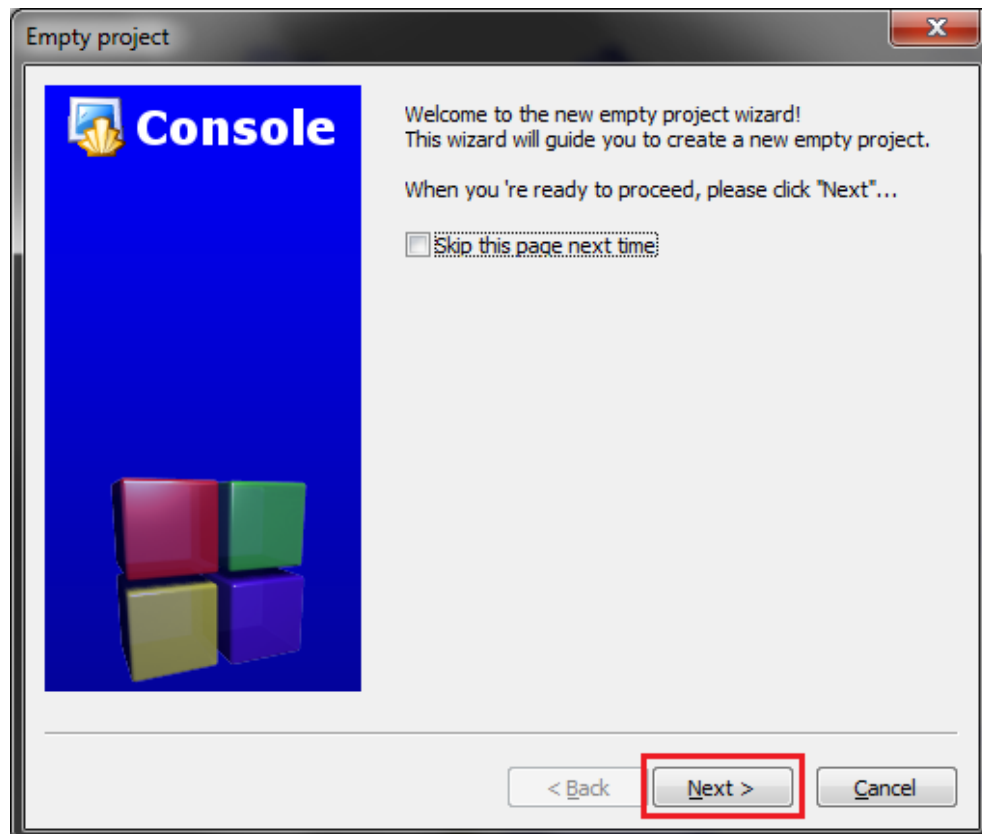 Empty project
Console
Welcome to the new empty project wizard!
This wizard will guide you to create a new empty project.
When you 're ready to proceed, please click "Next"...
Skip this page next time
< Back
Next >
Cancel